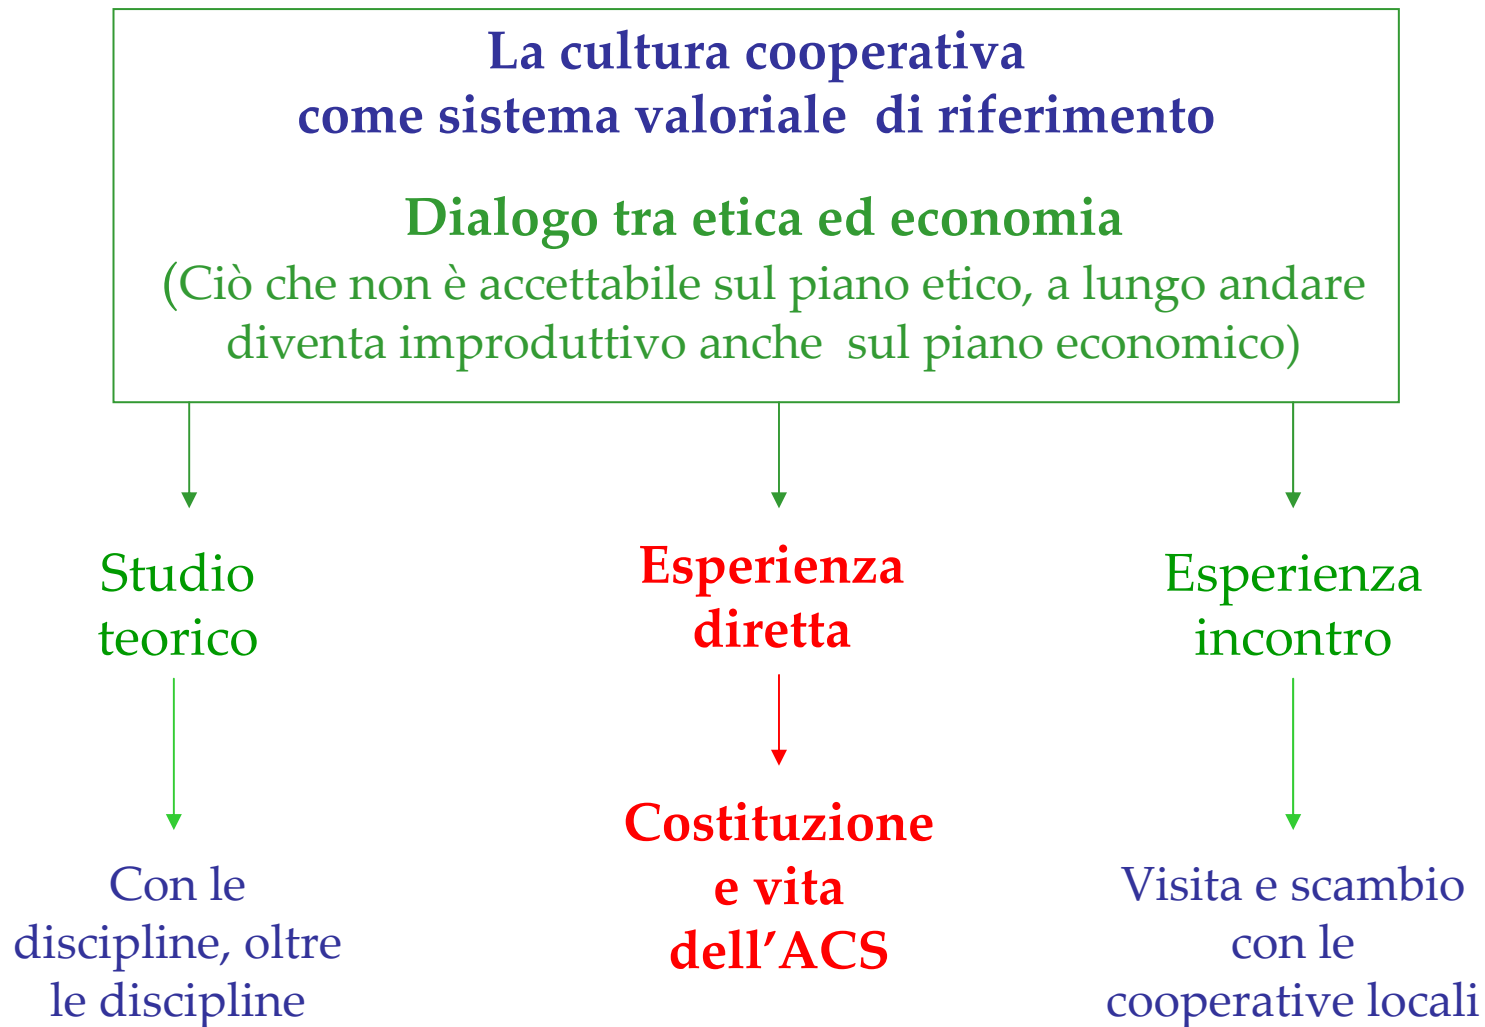 La cultura cooperativa
come sistema valoriale di riferimento
Dialogo tra etica ed economia
(Ciò che non è accettabile sul piano etico, a lungo andare
diventa improduttivo anche sul piano economico)
Studio
teorico
Con le
discipline, oltre
le discipline
Esperienza
diretta
Costituzione
e vita
dell’ACS
Esperienza
incontro
Visita e scambio
con le
cooperative locali